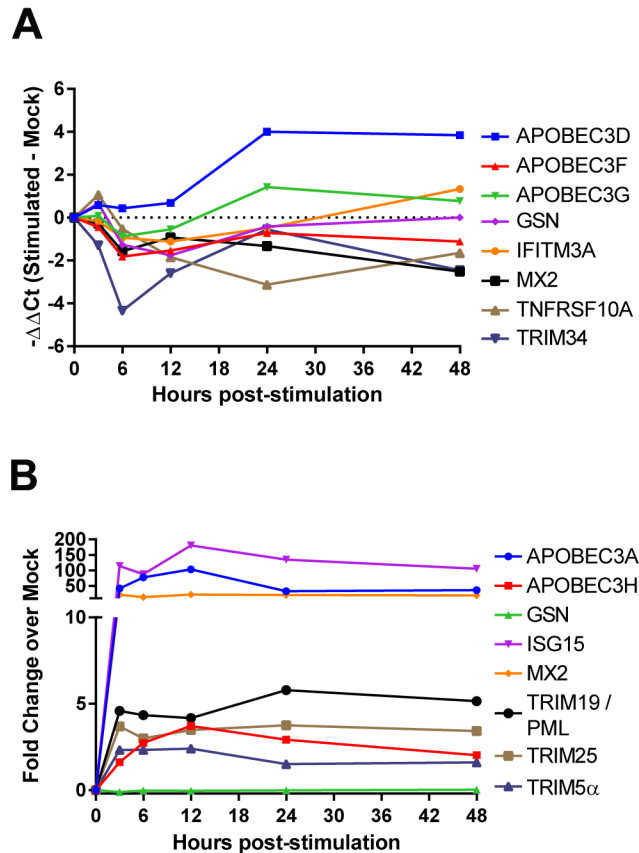 A
-ΔΔCt (Stimulated - Mock)
6
4
2
0
-2
-4
-6
0 6 12 18 24 30 36 42 48
Hours post-stimulation
APOBEC3D
APOBEC3F
APOBEC3G
GSN
IFITM3A
MX2
TNFRSF10A
TRIM34
B
Fold Change over Mock
200
150
100
50
10
5
0
0 6 12 18 24 30 36 42 48
Hours post-stimulation
APOBEC3A
APOBEC3H
GSN
ISG15
MX2
TRIM19 /
PML
TRIM25
TRIM5α